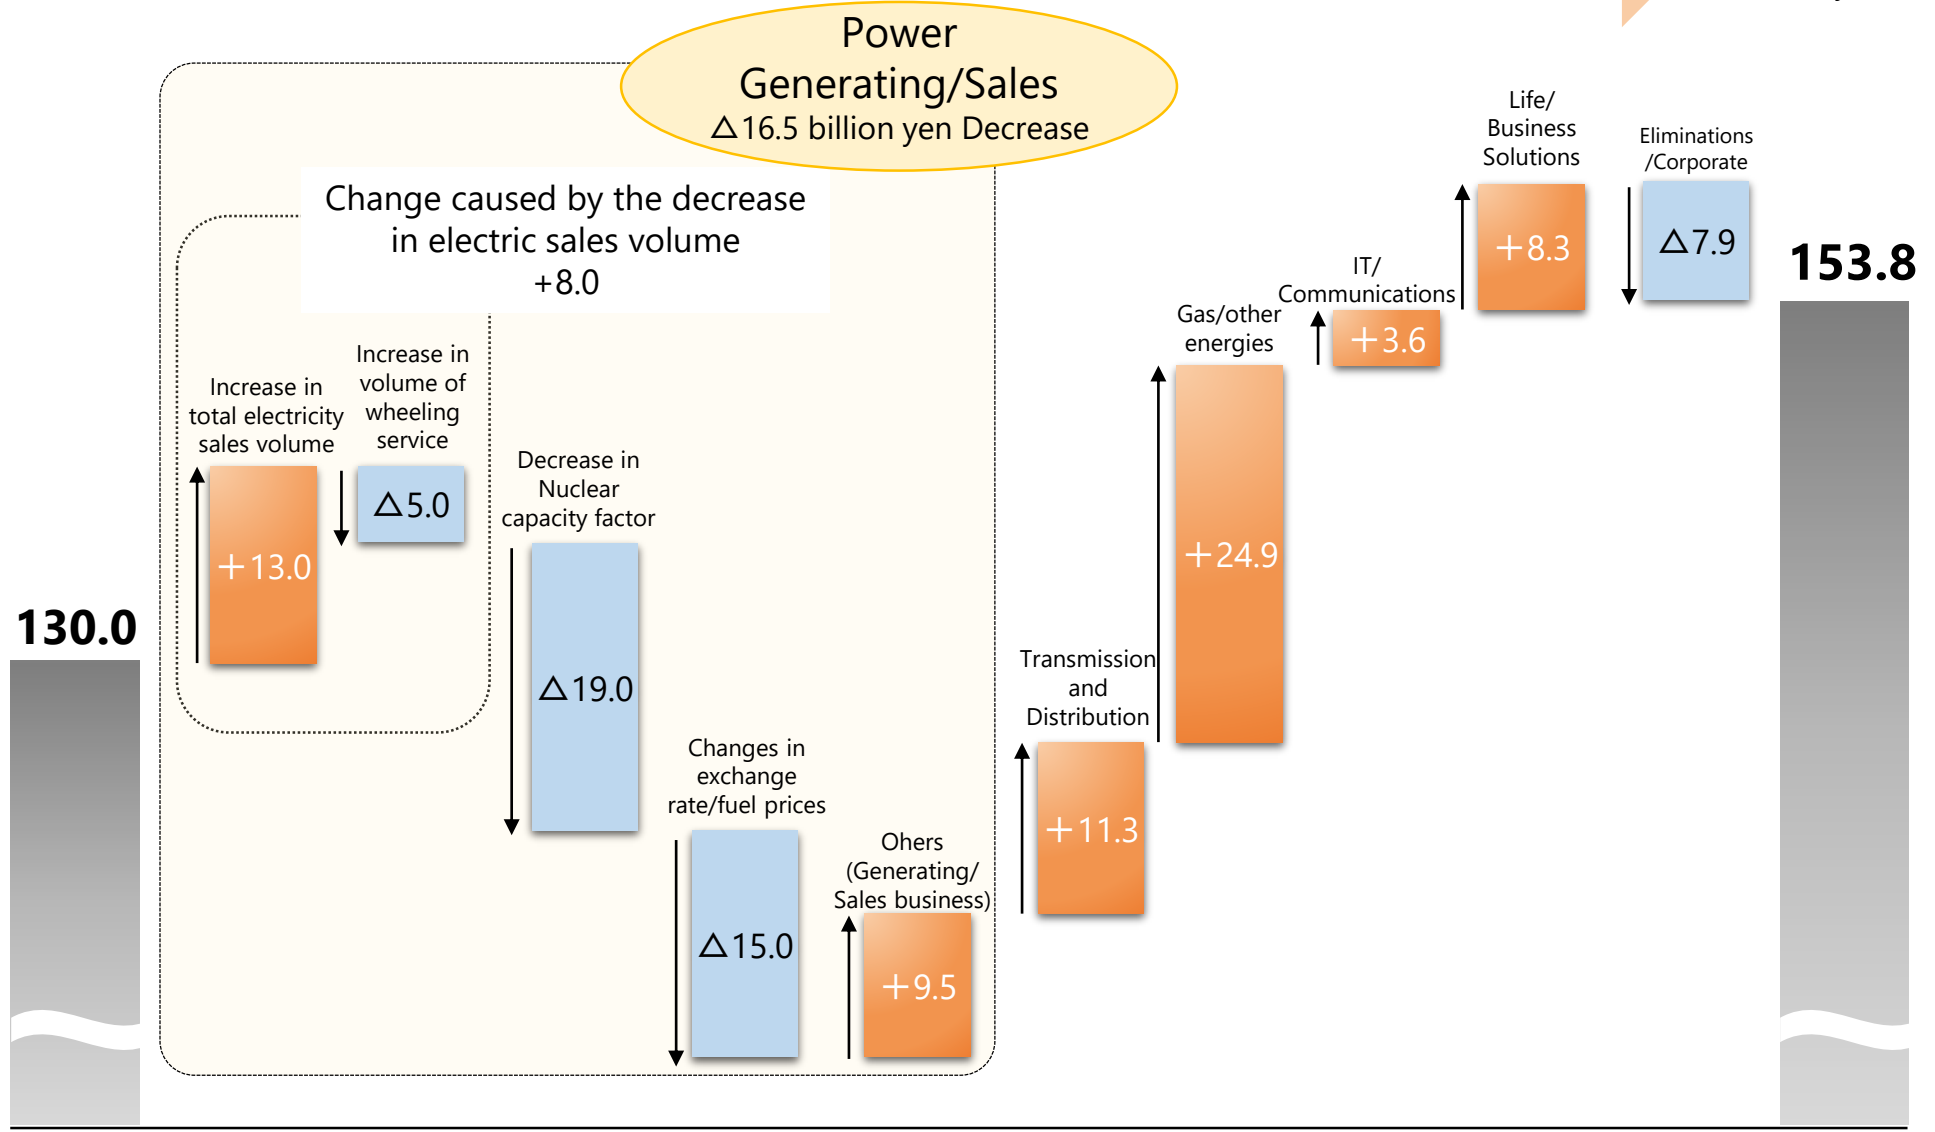 Power
Generating/Sales
△16.5 billion yen Decrease
Change caused by the decrease
in electric sales volume
+8.0
Increase in
total electricity
sales volume
+13.0
Increase in
volume of
wheeling
service
△5.0
Decrease in
Nuclear
capacity factor
△19.0
Changes in
exchange
rate/fuel prices
△15.0
Ohers
(Generating/
Sales business)
+9.5
Transmission
and
Distribution
+11.3
Gas/other
energies
+24.9
IT/
Communications
+3.6
Life/
Business
Solutions
+8.3
Eliminations
/Corporate
△7.9
130.0
153.8